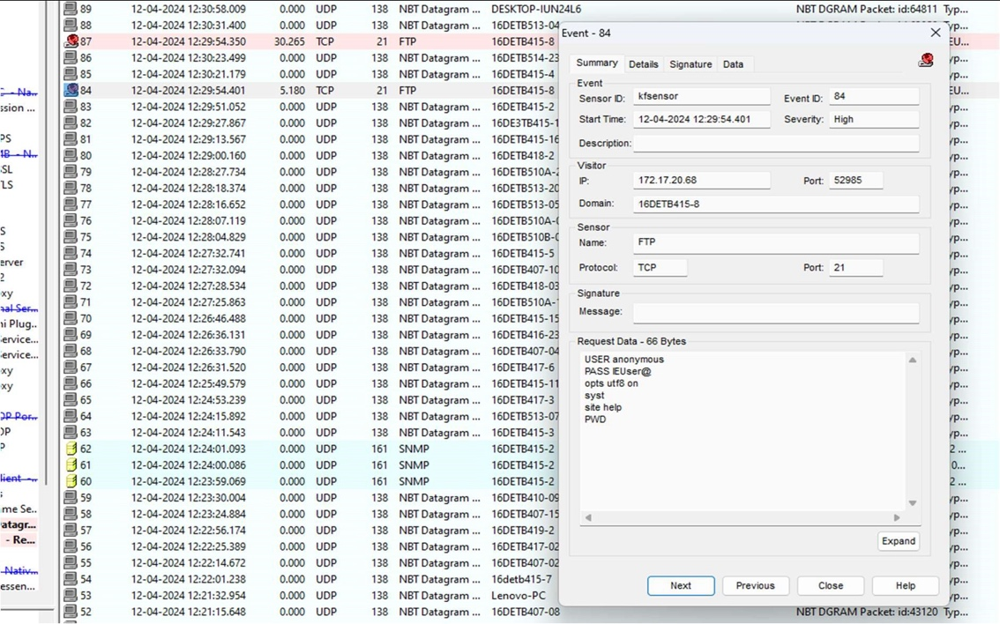 89 12-04-2024 12:30:58.009 0.000 UDP 138 NBT Datagram ... DESKTOP-IUN24L6 NBT DGRAM Packet: id:64811 Typ...
88 12-04-2024 12:30:31.400 0.000 UDP 138 NBT Datagram ... 16DETB513-04
87 12-04-2024 12:29:54.350 30.265 TCP 21 FTP 16DETB415-8 EU...
86 12-04-2024 12:30:23.499 0.000 UDP 138 NBT Datagram ... 16DETB514-23 yp...
85 12-04-2024 12:30:21.179 0.000 UDP 138 NBT Datagram ... 16DETB415-4 yp...
84 12-04-2024 12:29:54.401 5.180 TCP 21 FTP 16DETB415-8 EU...
83 12-04-2024 12:29:51.052 0.000 UDP 138 NBT Datagram ... 16DETB415-2 yp...
82 12-04-2024 12:29:27.867 0.000 UDP 138 NBT Datagram ... 16DE3TB415-1 yp...
81 12-04-2024 12:29:13.567 0.000 UDP 138 NBT Datagram ... 16DETB415-16 yp...
80 12-04-2024 12:29:00.160 0.000 UDP 138 NBT Datagram ... 16DETB418-2 yp...
79 12-04-2024 12:28:27.734 0.000 UDP 138 NBT Datagram ... 16DETB510A-2 yp...
78 12-04-2024 12:28:18.374 0.000 UDP 138 NBT Datagram ... 16DETB513-20 yp...
77 12-04-2024 12:28:16.652 0.000 UDP 138 NBT Datagram ... 16DETB513-05 yp...
76 12-04-2024 12:28:07.119 0.000 UDP 138 NBT Datagram ... 16DETB510A-0 yp...
75 12-04-2024 12:28:04.829 0.000 UDP 138 NBT Datagram ... 16DETB510B-0 yp...
74 12-04-2024 12:27:32.741 0.000 UDP 138 NBT Datagram ... 16DETB415-5 yp...
73 12-04-2024 12:27:32.094 0.000 UDP 138 NBT Datagram ... 16DETB407-10 yp...
72 12-04-2024 12:27:28.534 0.000 UDP 138 NBT Datagram ... 16DETB418-03 yp...
71 12-04-2024 12:27:25.863 0.000 UDP 138 NBT Datagram ... 16DETB510A-1 yp...
70 12-04-2024 12:26:46.488 0.000 UDP 138 NBT Datagram ... 16DETB415-15 yp...
69 12-04-2024 12:26:36.131 0.000 UDP 138 NBT Datagram ... 16DETB416-23 yp...
68 12-04-2024 12:26:33.790 0.000 UDP 138 NBT Datagram ... 16DETB407-04 yp...
67 12-04-2024 12:26:31.520 0.000 UDP 138 NBT Datagram ... 16DETB417-6 yp...
66 12-04-2024 12:25:49.579 0.000 UDP 138 NBT Datagram ... 16DETB415-11 yp...
65 12-04-2024 12:24:53.239 0.000 UDP 138 NBT Datagram ... 16DETB417-3 yp...
64 12-04-2024 12:24:15.892 0.000 UDP 138 NBT Datagram ... 16DETB513-07 yp...
63 12-04-2024 12:24:11.543 0.000 UDP 138 NBT Datagram ... 16DETB415-3 yp...
62 12-04-2024 12:24:01.093 0.000 UDP 161 SNMP 16DETB415-2 2 ...
61 12-04-2024 12:24:00.086 0.000 UDP 161 SNMP 16DETB415-2 0...
60 12-04-2024 12:23:59.069 0.000 UDP 161 SNMP 16DETB415-2 2 ...
59 12-04-2024 12:23:30.004 0.000 UDP 138 NBT Datagram ... 16DETB410-09 yp...
58 12-04-2024 12:23:24.884 0.000 UDP 138 NBT Datagram ... 16DETB407-15 yp...
57 12-04-2024 12:22:56.174 0.000 UDP 138 NBT Datagram ... 16DETB419-2 yp...
56 12-04-2024 12:22:25.389 0.000 UDP 138 NBT Datagram ... 16DETB417-02 yp...
55 12-04-2024 12:22:14.672 0.000 UDP 138 NBT Datagram ... 16DETB407-02 yp...
54 12-04-2024 12:22:01.238 0.000 UDP 138 NBT Datagram ... 16detb415-7 yp...
53 12-04-2024 12:21:32.954 0.000 UDP 138 NBT Datagram ... Lenovo-PC yp...
52 12-04-2024 12:21:15.648 0.000 UDP 138 NBT Datagram ... 16DETB407-08 NBT DGRAM Packet: id:43120 Typ...
Event - 84
Summary Details Signature Data
Event
Sensor ID: kfsensor Event ID: 84
Start Time: 12-04-2024 12:29:54.401 Severity: High
Description:
Visitor
IP: 172.17.20.68 Port: 52985
Domain: 16DETB415-8
Sensor
Name: FTP
Protocol: TCP Port: 21
Signature
Message:
Request Data - 66 Bytes
USER anonymous
PASS IEUser@
opts utf8 on
syst
site help
PWD
Expand
Next Previous Close Help